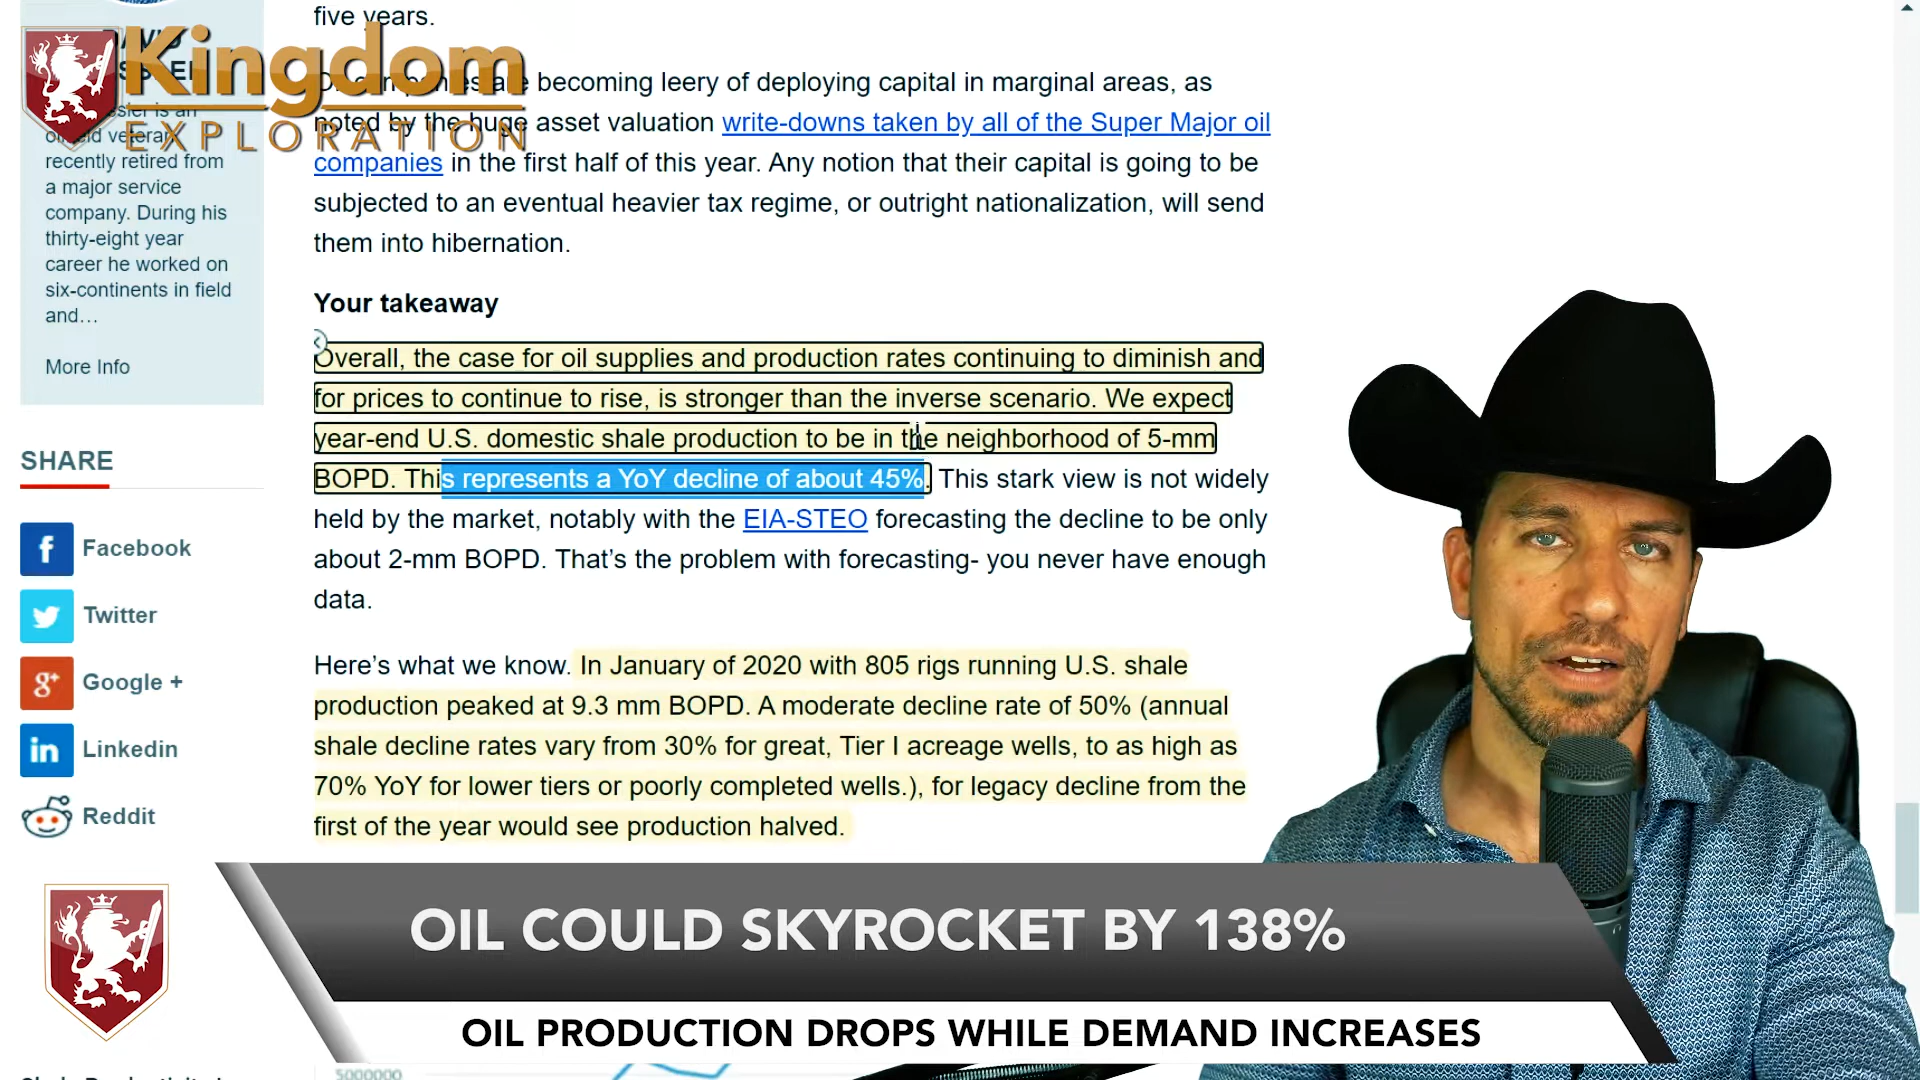 five years.
Kingdom
EXPLORATION
recently retired from
a major service
company. During his
thirty-eight year
career he worked on
six-continents in field
and…
More Info
SHARE
Facebook
Twitter
Google +
Linkedin
Reddit
becoming leery of deploying capital in marginal areas, as
noted by the huge asset valuation write-downs taken by all of the Super Major oil
companies in the first half of this year. Any notion that their capital is going to be
subjected to an eventual heavier tax regime, or outright nationalization, will send
them into hibernation.
Your takeaway
Overall, the case for oil supplies and production rates continuing to diminish and
for prices to continue to rise, is stronger than the inverse scenario. We expect
year-end U.S. domestic shale production to be in the neighborhood of 5-mm
BOPD. This represents a YoY decline of about 45%. This stark view is not widely
held by the market, notably with the EIA-STEO forecasting the decline to be only
about 2-mm BOPD. That’s the problem with forecasting- you never have enough
data.
Here’s what we know. In January of 2020 with 805 rigs running U.S. shale
production peaked at 9.3 mm BOPD. A moderate decline rate of 50% (annual
shale decline rates vary from 30% for great, Tier I acreage wells, to as high as
70% YoY for lower tiers or poorly completed wells.), for legacy decline from the
first of the year would see production halved.
OIL COULD SKYROCKET BY 138%
OIL PRODUCTION DROPS WHILE DEMAND INCREASES
5000000